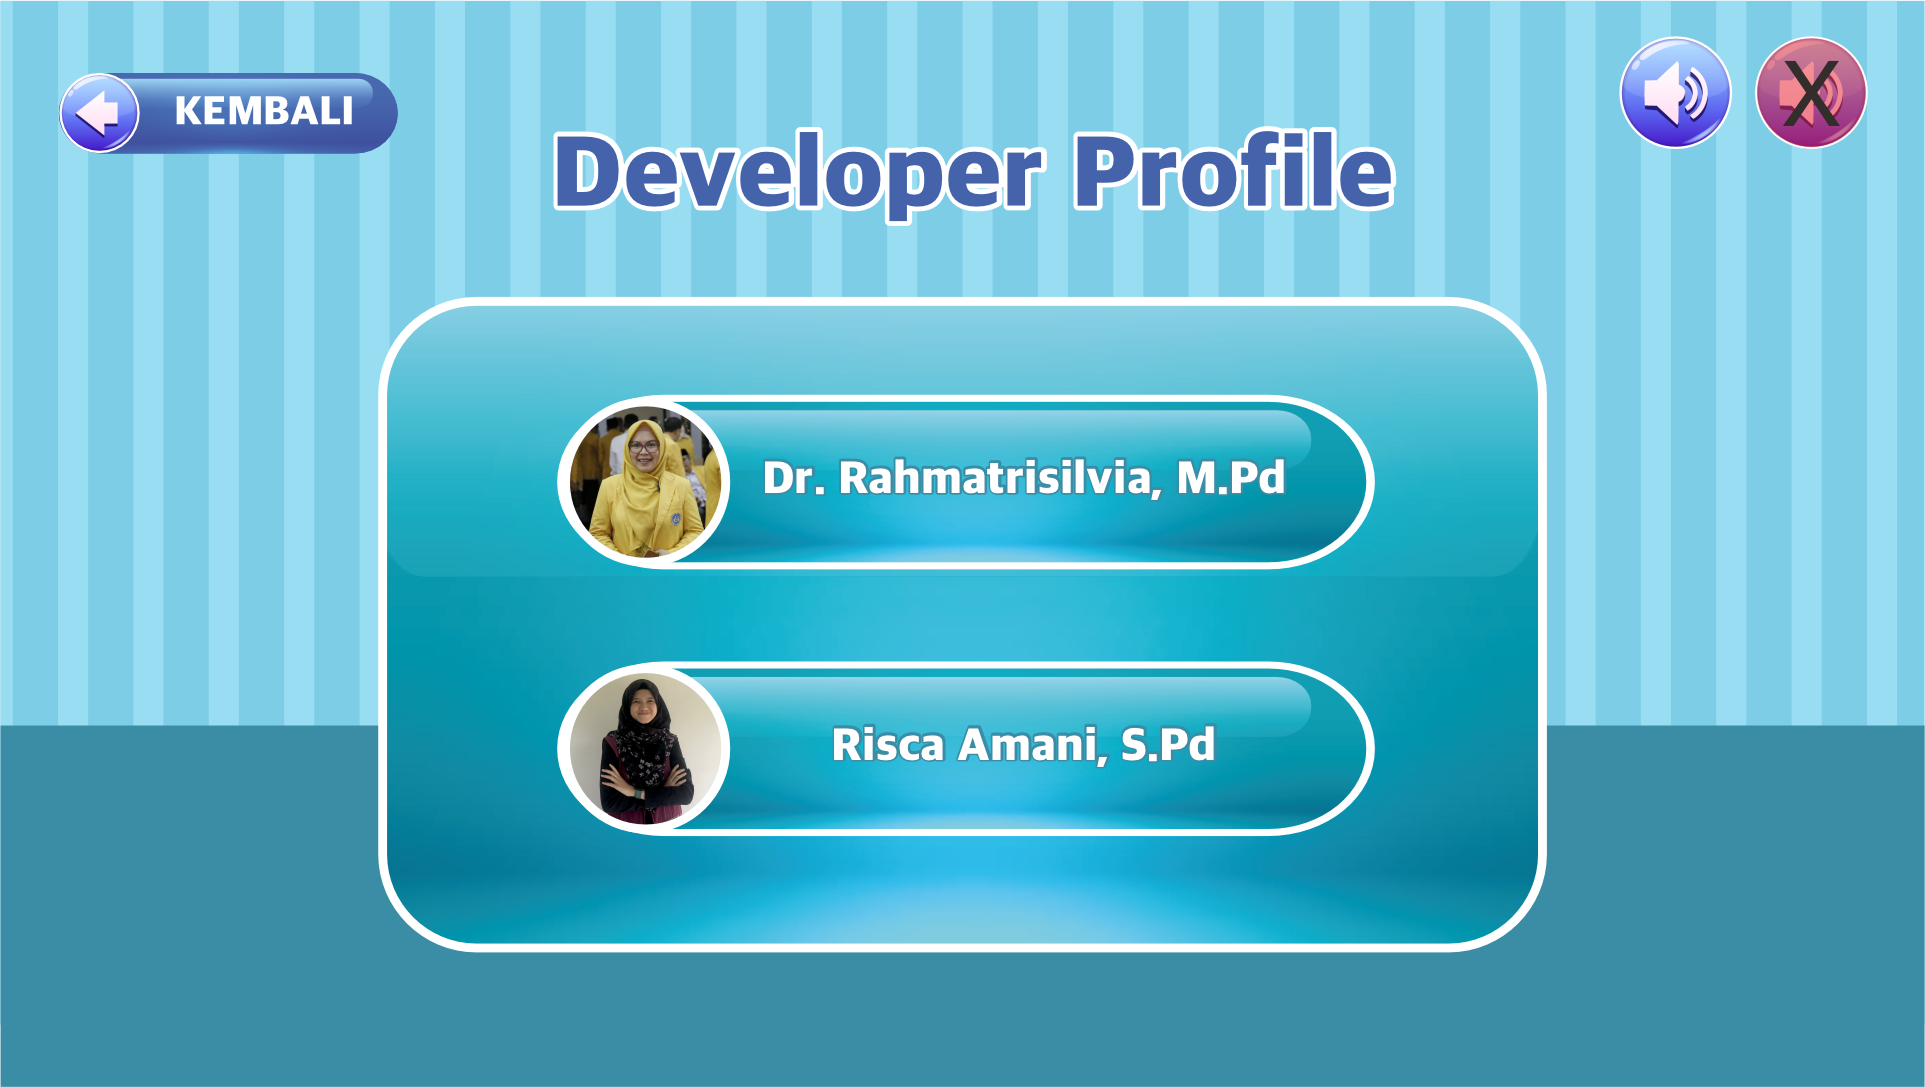 KEMBALI
X
Developer Profile
Dr. Rahmatrisilvia, M.Pd
Risca Amani, S.Pd